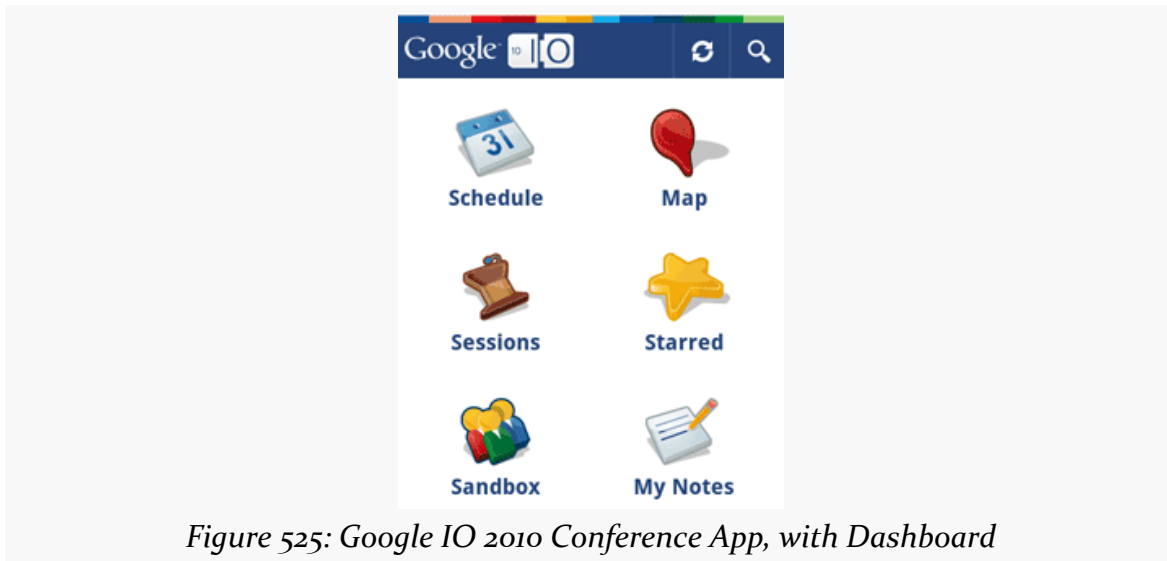 Google 10 IO
31
Schedule
Map
Sessions
Starred
Sandbox
My Notes
Figure 525: Google IO 2010 Conference App, with Dashboard